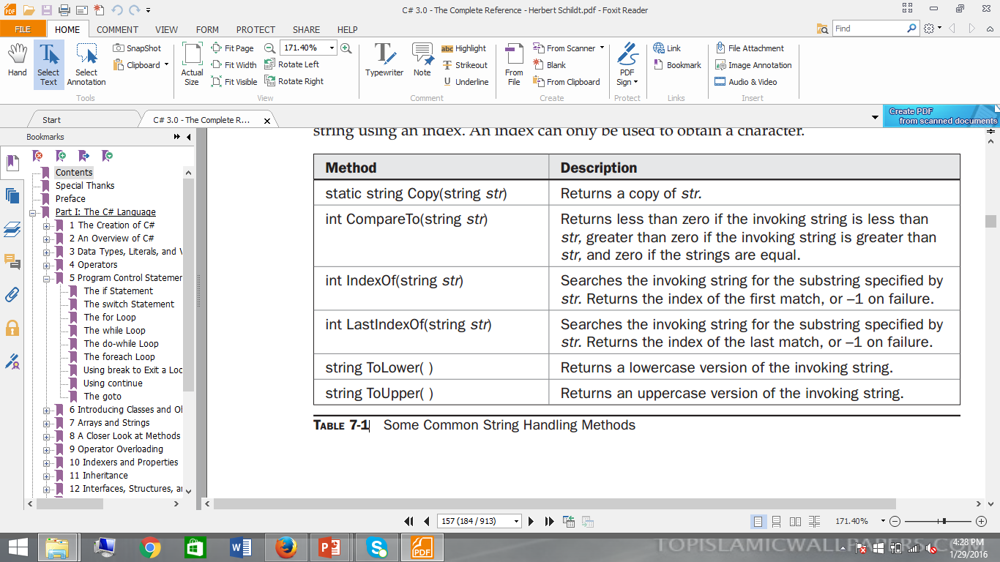 C# 3.0 - The Complete Reference - Herbert Schildt.pdf - Foxit Reader
FILE HOME COMMENT VIEW FORM PROTECT SHARE HELP
Find
Hand
Select Text
Select Annotation
SnapShot
Clipboard
Tools
Actual Size
Fit Page
Fit Width
Fit Visible
171.40%
Rotate Left
Rotate Right
View
Typewriter
Note
Highlight
Strikeout
Underline
Comment
From File
From Scanner
Blank
From Clipboard
Create
PDF Sign
Protect
Link
Bookmark
Links
File Attachment
Image Annotation
Audio & Video
Insert
Start
C# 3.0 - The Complete R...
Create PDF
from scanned documents
Bookmarks
Contents
Special Thanks
Preface
Part I: The C# Language
1 The Creation of C#
2 An Overview of C#
3 Data Types, Literals, and
4 Operators
5 Program Control Statemer
The if Statement
The switch Statement
The for Loop
The while Loop
The do-while Loop
The foreach Loop
Using break to Exit a Loo
Using continue
The goto
6 Introducing Classes and Ob
7 Arrays and Strings
8 A Closer Look at Methods
9 Operator Overloading
10 Indexers and Properties
11 Inheritance
12 Interfaces, Structures, a
string using an index. An index can only be used to obtain a character.
Method Description
static string Copy(string str) Returns a copy of str.
int CompareTo(string str) Returns less than zero if the invoking string is less than
str, greater than zero if the invoking string is greater than
str, and zero if the strings are equal.
int IndexOf(string str) Searches the invoking string for the substring specified by
str. Returns the index of the first match, or –1 on failure.
int LastIndexOf(string str) Searches the invoking string for the substring specified by
str. Returns the index of the last match, or –1 on failure.
string ToLower( ) Returns a lowercase version of the invoking string.
string ToUpper( ) Returns an uppercase version of the invoking string.
TABLE 7-1 Some Common String Handling Methods
157 (184 / 913)
171.40%
4:28 PM
1/29/2016